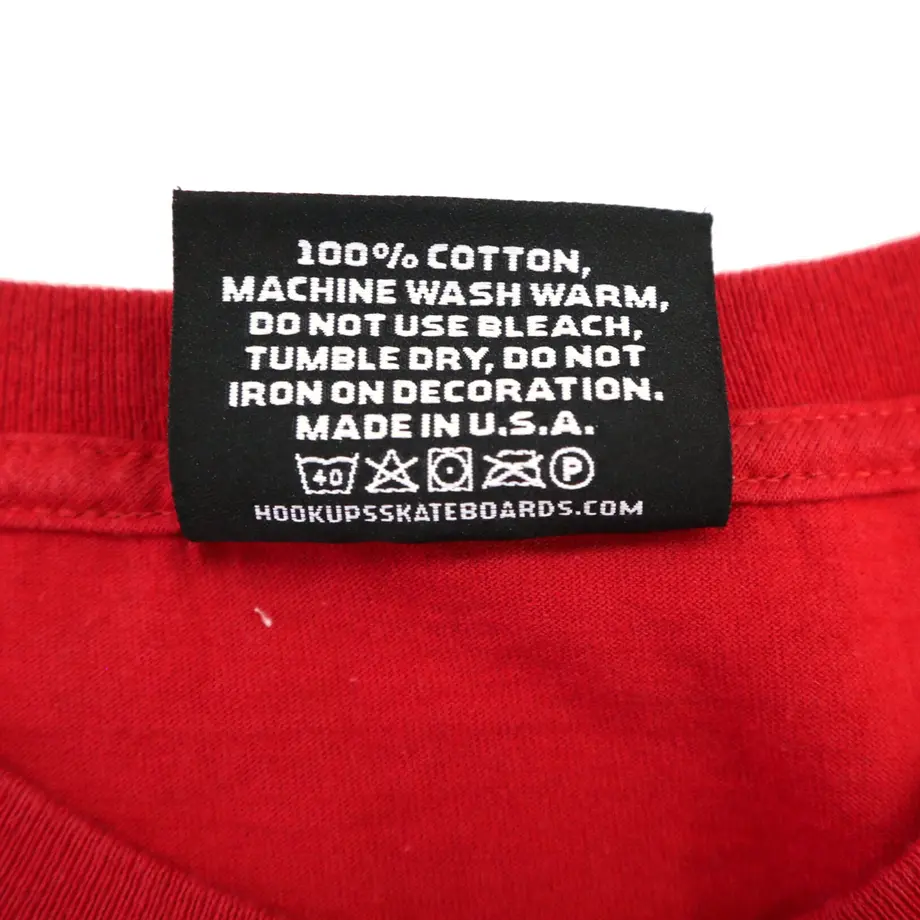 100% COTTON,
MACHINE WASH WARM,
DO NOT USE BLEACH,
TUMBLE DRY, DO NOT
IRON ON DECORATION.
MADE IN U.S.A.
40 P
HOOKUPSSKATEBOARDS.COM